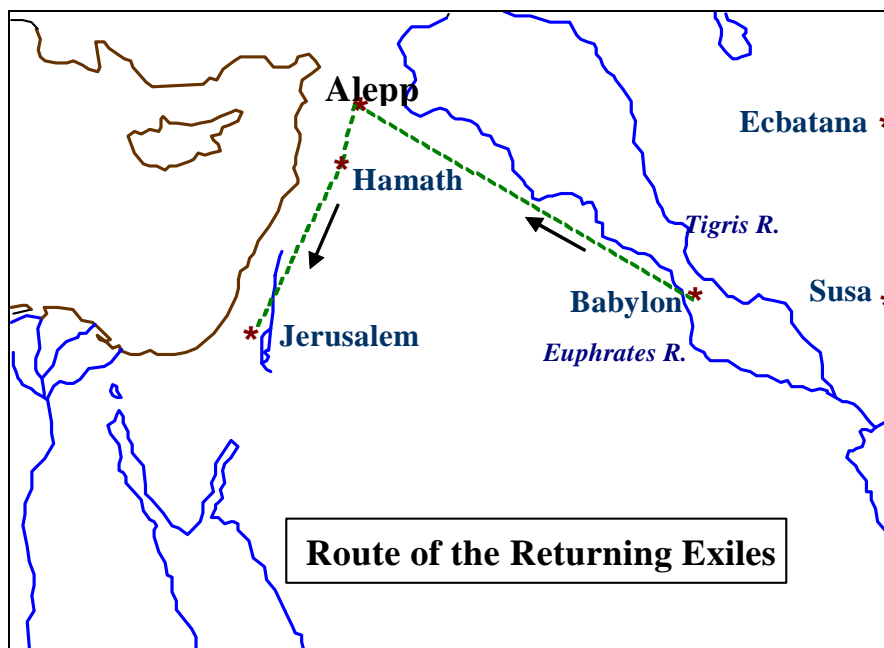 Alepp
Ecbatana
Hamath
Tigris R.
Susa
Babylon
Jerusalem
Euphrates R.
Route of the Returning Exiles